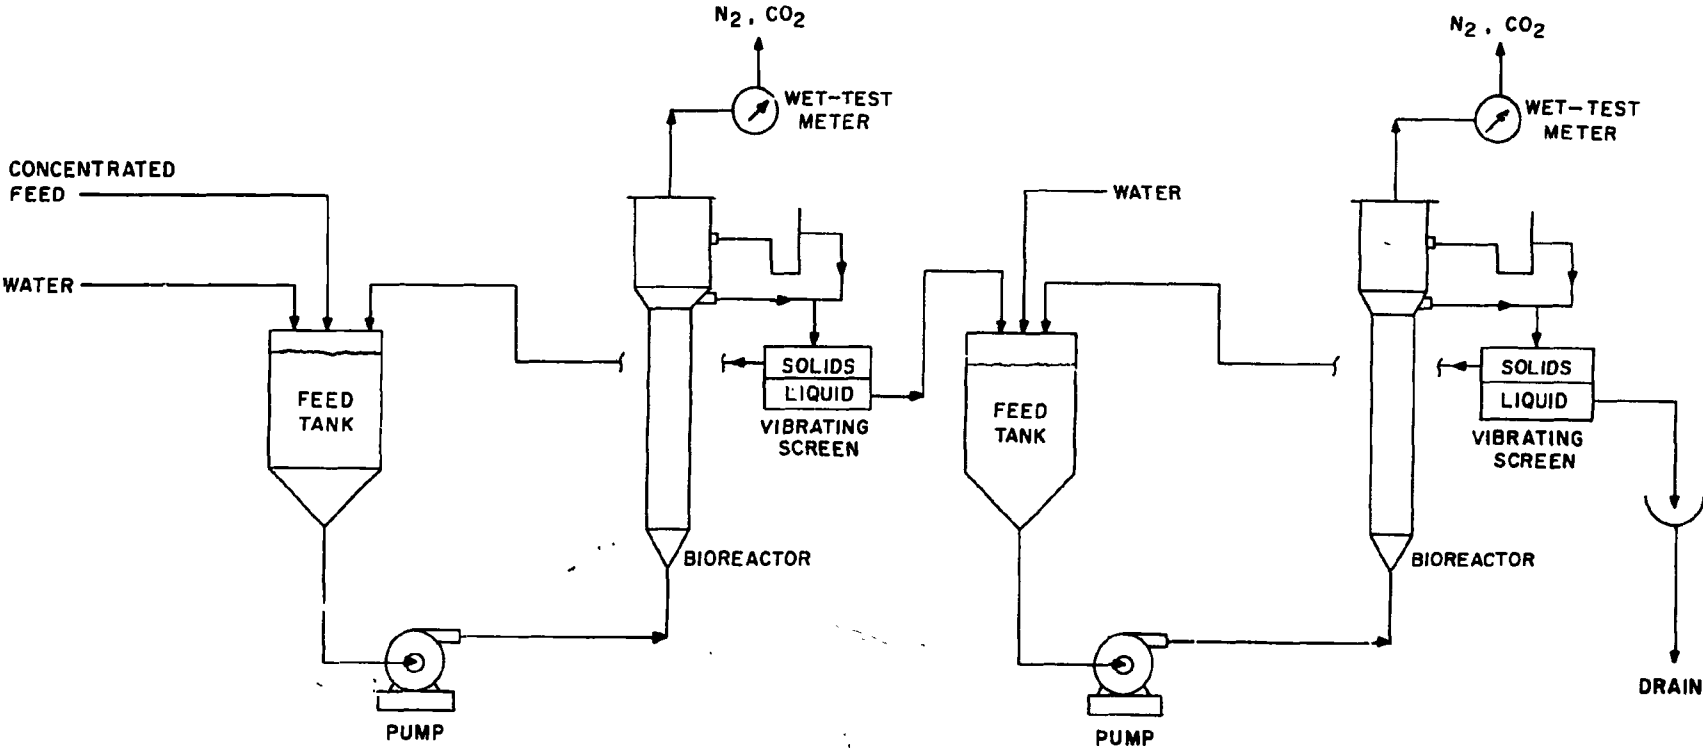 N2, CO2
WET-TEST
METER
CONCENTRATED
FEED
WATER
FEED
TANK
SOLIDS
LIQUID
VIBRATING
SCREEN
BIOREACTOR
PUMP
N2, CO2
WET-TEST
METER
WATER
FEED
TANK
SOLIDS
LIQUID
VIBRATING
SCREEN
BIOREACTOR
PUMP
DRAIN